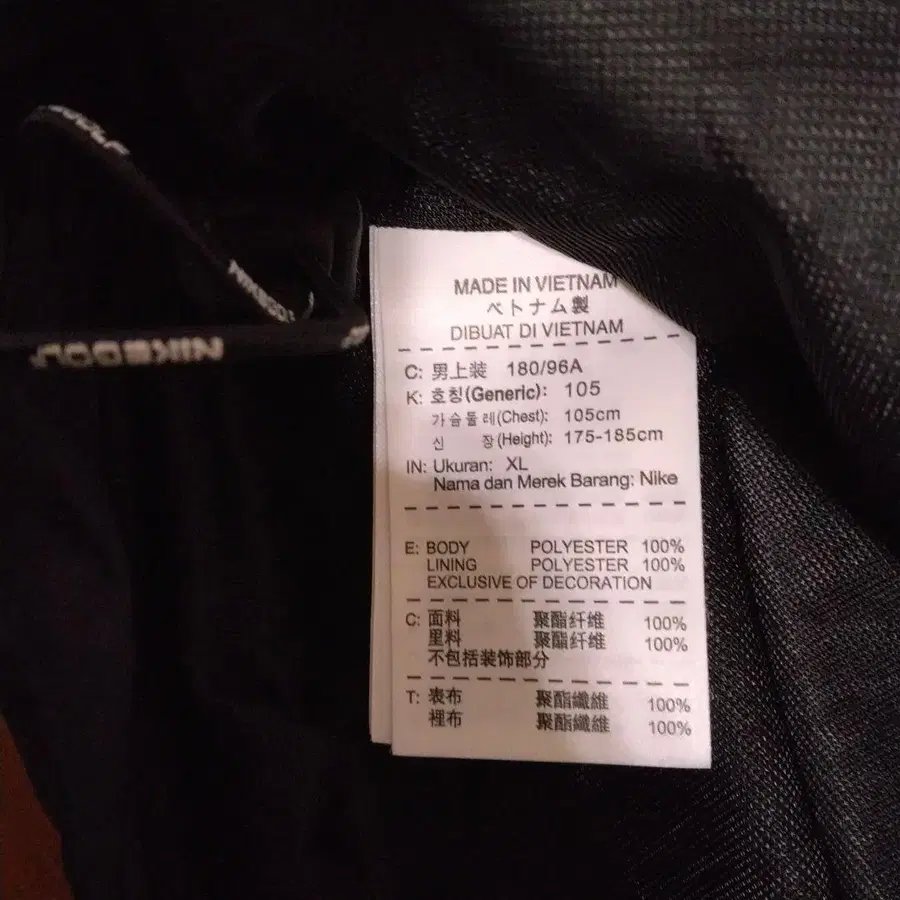 MADE IN VIETNAM
ベトナム製
DIBUAT DI VIETNAM
C: 男上装 180/96A
K: 호칭(Generic): 105
가슴둘레(Chest): 105cm
신 장(Height): 175-185cm
IN: Ukuran: XL
Nama dan Merek Barang: Nike
E: BODY POLYESTER 100%
LINING POLYESTER 100%
EXCLUSIVE OF DECORATION
C: 面料 聚酯纤维 100%
里料 聚酯纤维 100%
不包括装饰部分
T: 表布 聚酯纖維 100%
裡布 聚酯纖維 100%